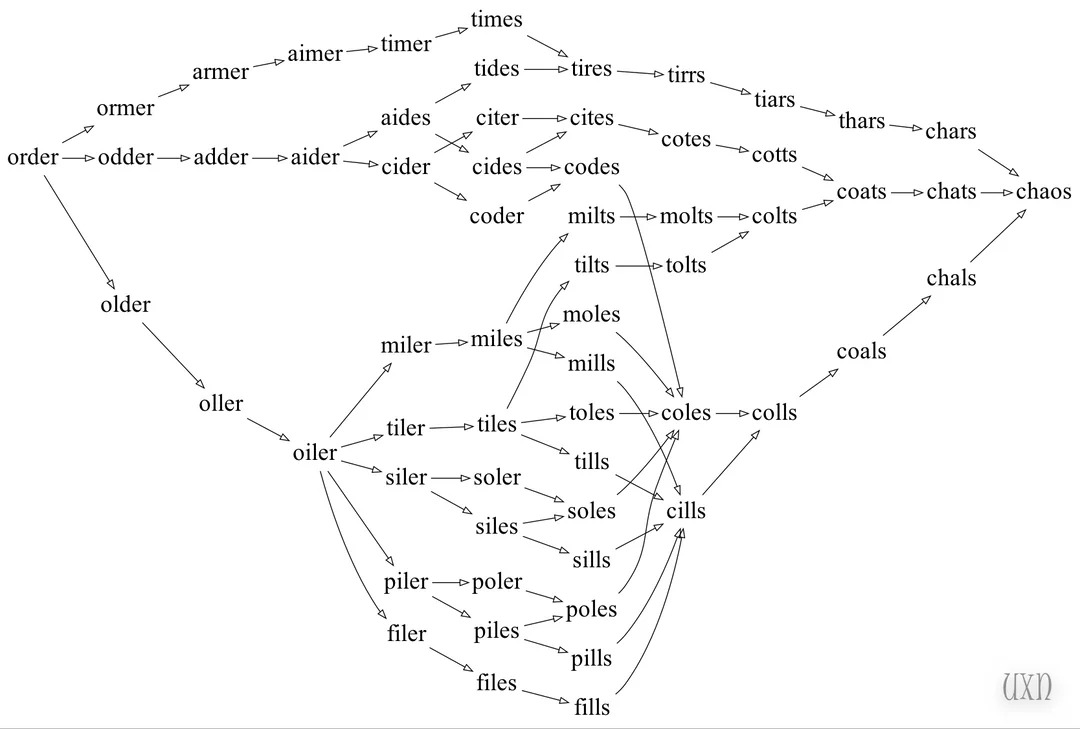 times
timer
aimer
armer
tides
tires
tirrs
tiars
ormer
thars
chars
aides
citer
cites
cotes
order
odder
adder
aider
cider
cides
codes
cotts
coats
chats
chaos
coder
milts
molts
colts
tilts
tolts
chals
older
moles
miler
miles
mills
coals
oller
tiler
tiles
toles
coles
colls
oiler
tills
siler
soler
soles
cills
siles
sills
piler
poler
poles
filer
piles
pills
files
fills
uxn